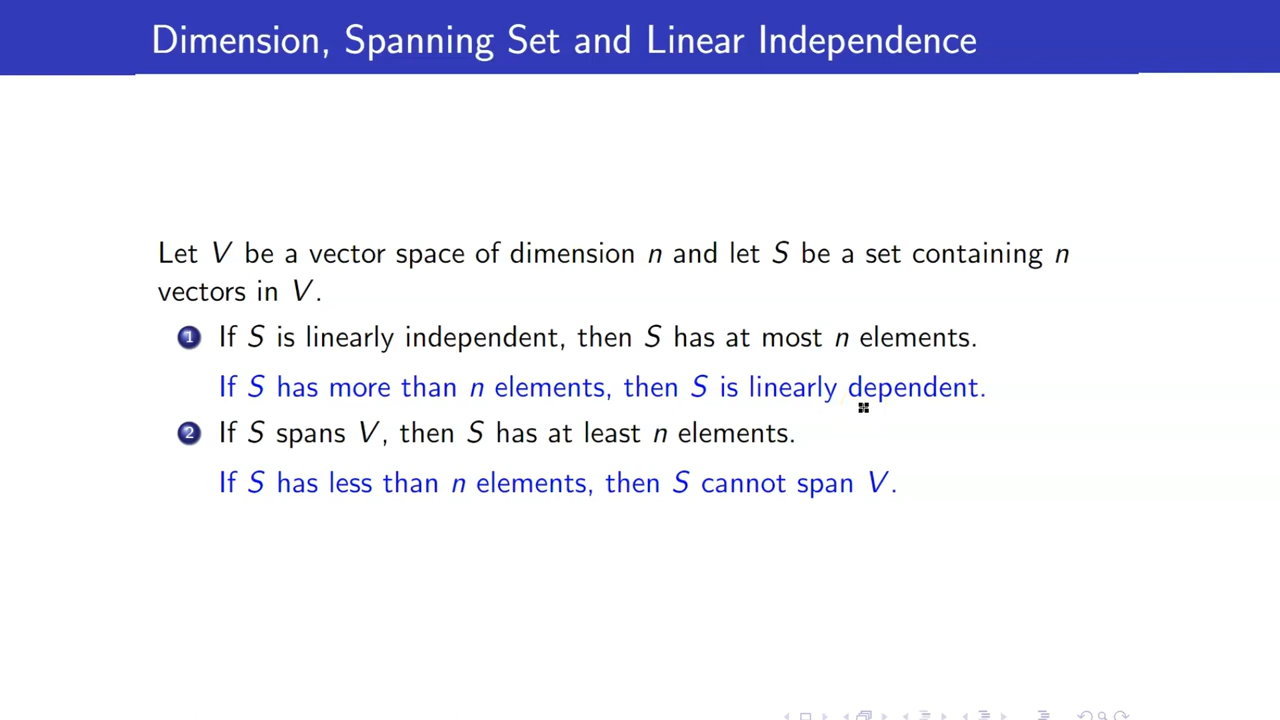 Dimension, Spanning Set and Linear Independence
Let V be a vector space of dimension n and let S be a set containing n
vectors in V.
1 If S is linearly independent, then S has at most n elements.
If S has more than n elements, then S is linearly dependent.
2 If S spans V, then S has at least n elements.
If S has less than n elements, then S cannot span V.